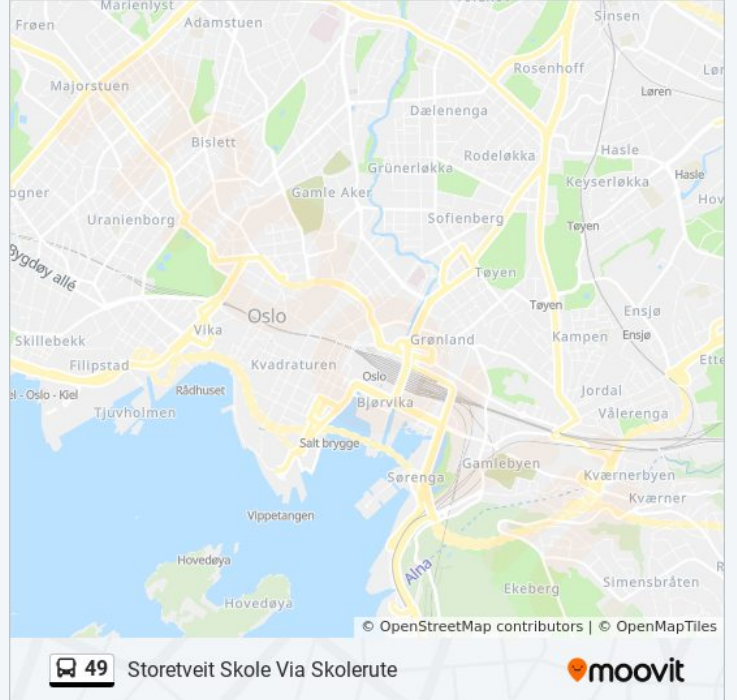 Marienlyst
Frøen
Adamstuen
Sinsen
Rosenhoff
Majorstuen
Løren
Dælenenga
Bislett
Hasle
Rodeløkka
Grünerløkka
Hasle
Keyserløkka
Gamle Aker
Uranienborg
Sofienberg
Tøyen
Bygdøy allé
Tøyen
Tøyen
Oslo
Ensjø
Vika
Skillebekk
Grønland
Kampen
Ensjø
Filipstad
Kvadraturen
Oslo
Rådhuset
Jordal
el - Oslo - Kiel
Bjørvika
Tjuvholmen
Vålerenga
Salt brygge
Gamlebyen
Sørenga
Kværnerbyen
Kværner
Vippetangen
Hovedøya
Alna
Simensbråten
Ekeberg
Hovedøya
© OpenStreetMap contributors | © OpenMapTiles
49 Storetveit Skole Via Skolerute
moovit